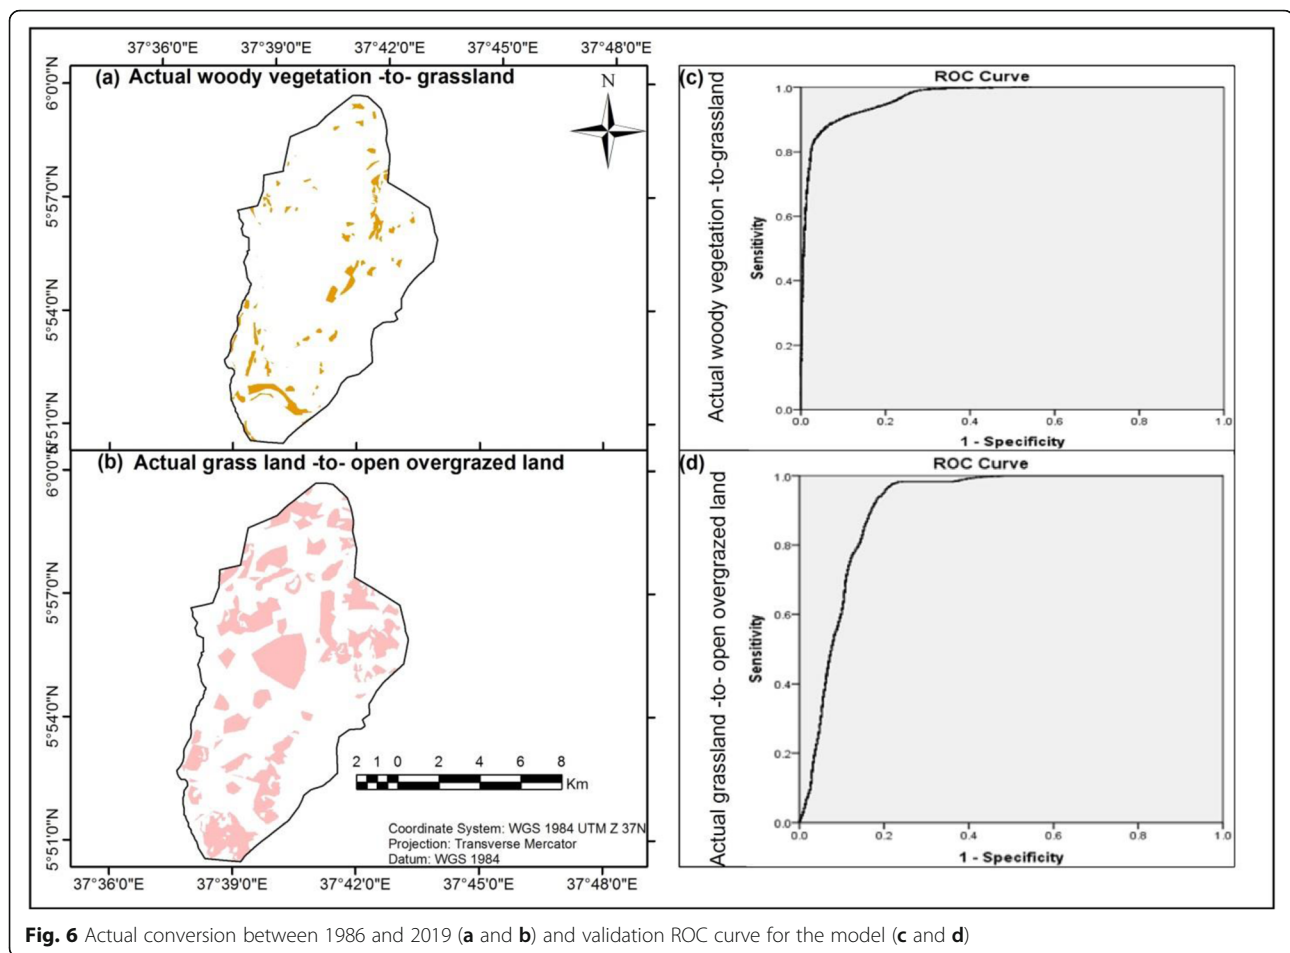 37°36'0"E 37°39'0"E 37°42'0"E 37°45'0"E 37°48'0"E
(a) Actual woody vegetation -to- grassland
N
6°0'0"N
5°57'0"N
5°54'0"N
5°51'0"N
(c)
Actual woody vegetation -to-grassland
ROC Curve
Sensitivity
1.0
0.8
0.6
0.4
0.2
0.0
0.0 0.2 0.4 0.6 0.8 1.0
1 - Specificity
(b) Actual grass land -to- open overgrazed land
6°0'0"N
5°57'0"N
5°54'0"N
5°51'0"N
2 1 0 2 4 6 8
Km
Coordinate System: WGS 1984 UTM Z 37N
Projection: Transverse Mercator
Datum: WGS 1984
37°36'0"E 37°39'0"E 37°42'0"E 37°45'0"E 37°48'0"E
(d)
Actual grassland -to- open overgrazed land
ROC Curve
Sensitivity
1.0
0.8
0.6
0.4
0.2
0.0
0.0 0.2 0.4 0.6 0.8 1.0
1 - Specificity
Fig. 6 Actual conversion between 1986 and 2019 (a and b) and validation ROC curve for the model (c and d)